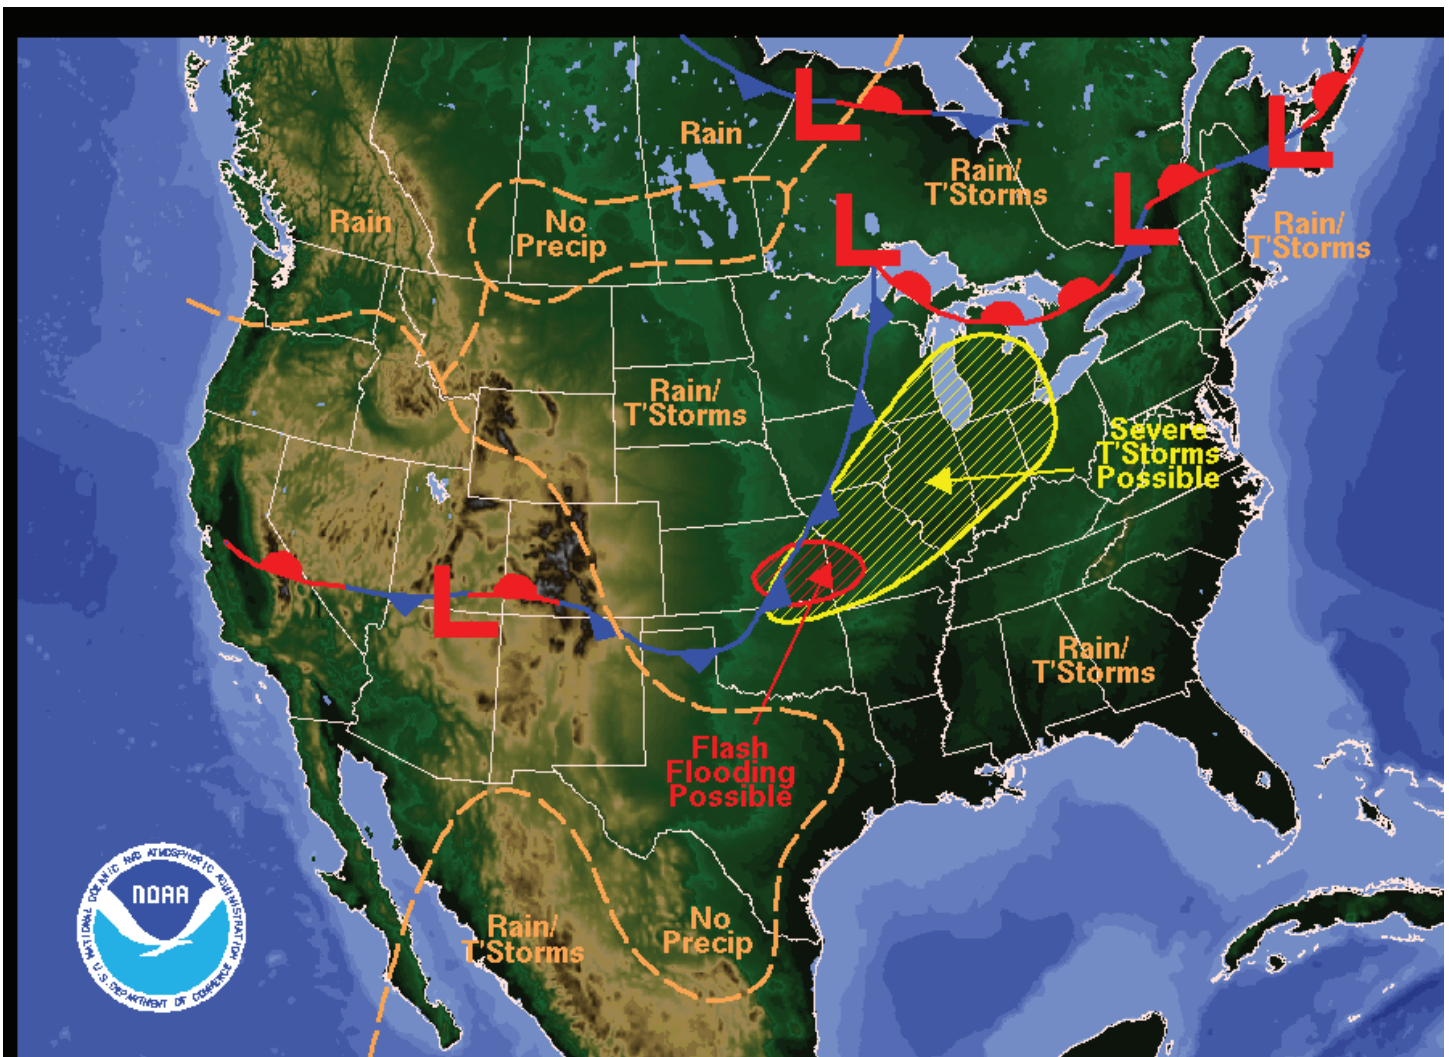 L
Rain
L
Rain/
T'Storms
L
L
L
Rain
No
Precip
Rain/
T'Storms
Rain/
T'Storms
Severe
T'Storms
Possible
L
Rain/
T'Storms
Flash
Flooding
Possible
No
Precip
Rain/
T'Storms
NATIONAL OCEANIC AND ATMOSPHERIC ADMINISTRATION
NOAA
U.S. DEPARTMENT OF COMMERCE